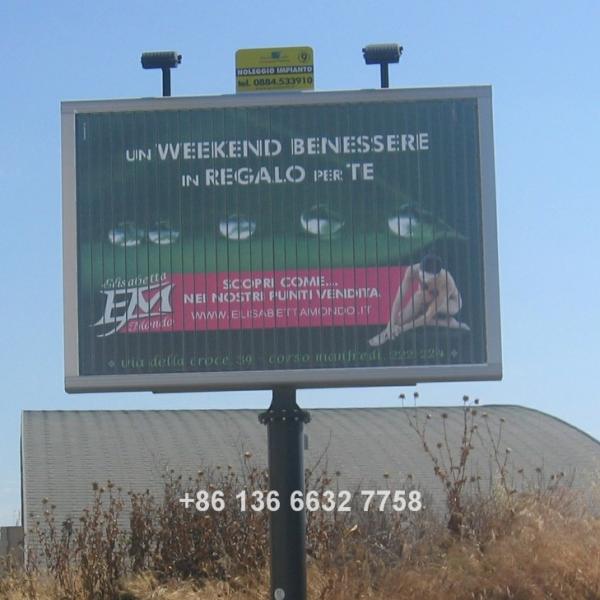 NOLEGGIO IMPIANTO
tel. 0884.533910
UN WEEKEND BENESSERE
IN REGALO PER TE
Elisabetta
EM
Mondo
SCOPRI COME...
NEI NOSTRI PUNTI VENDITA.
WWW.ELISABETTAMONDO.IT
via della croce, 39 - corso manfredi, 222-224
+86 136 6632 7758